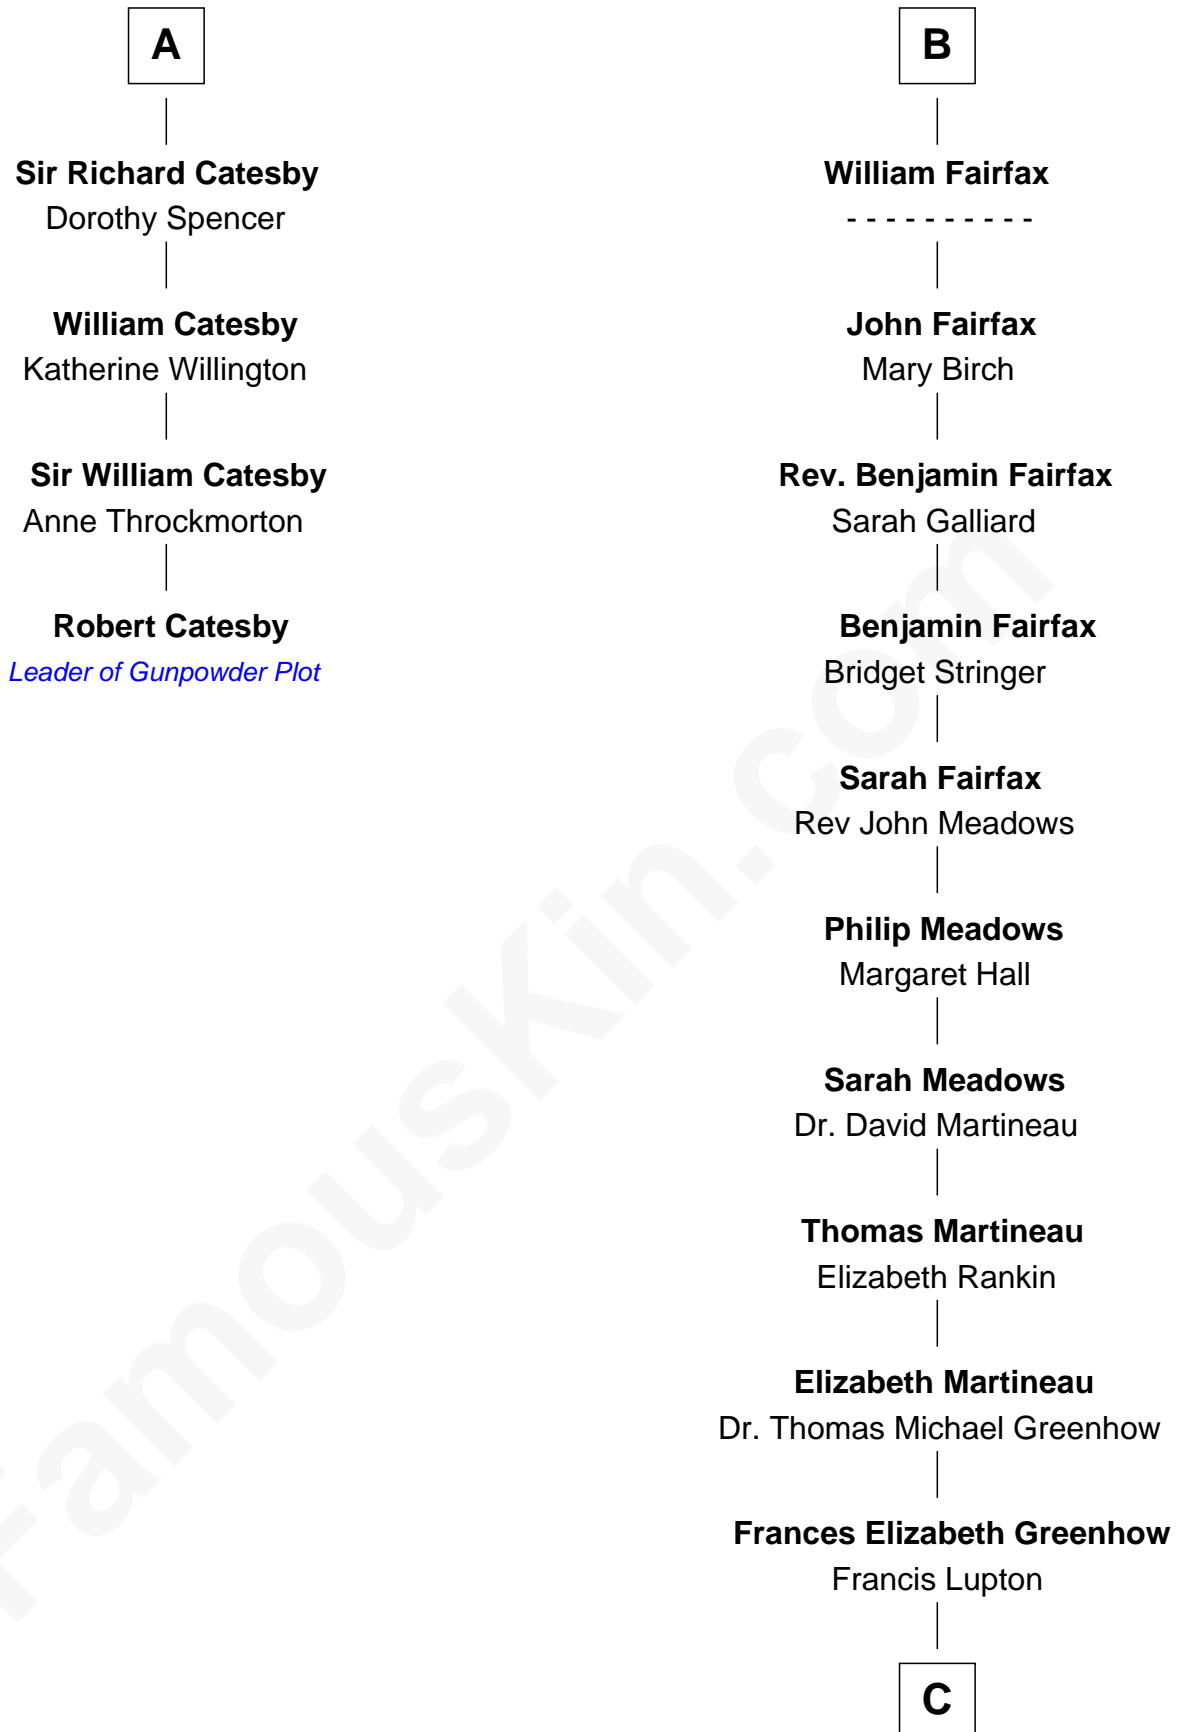 A
Sir Richard Catesby
Dorothy Spencer
William Catesby
Katherine Willington
Sir William Catesby
Anne Throckmorton
Robert Catesby
Leader of Gunpowder Plot
B
William Fairfax
- - - - - - - - - -
John Fairfax
Mary Birch
Rev. Benjamin Fairfax
Sarah Galliard
Benjamin Fairfax
Bridget Stringer
Sarah Fairfax
Rev John Meadows
Philip Meadows
Margaret Hall
Sarah Meadows
Dr. David Martineau
Thomas Martineau
Elizabeth Rankin
Elizabeth Martineau
Dr. Thomas Michael Greenhow
Frances Elizabeth Greenhow
Francis Lupton
C
FamousKin.com